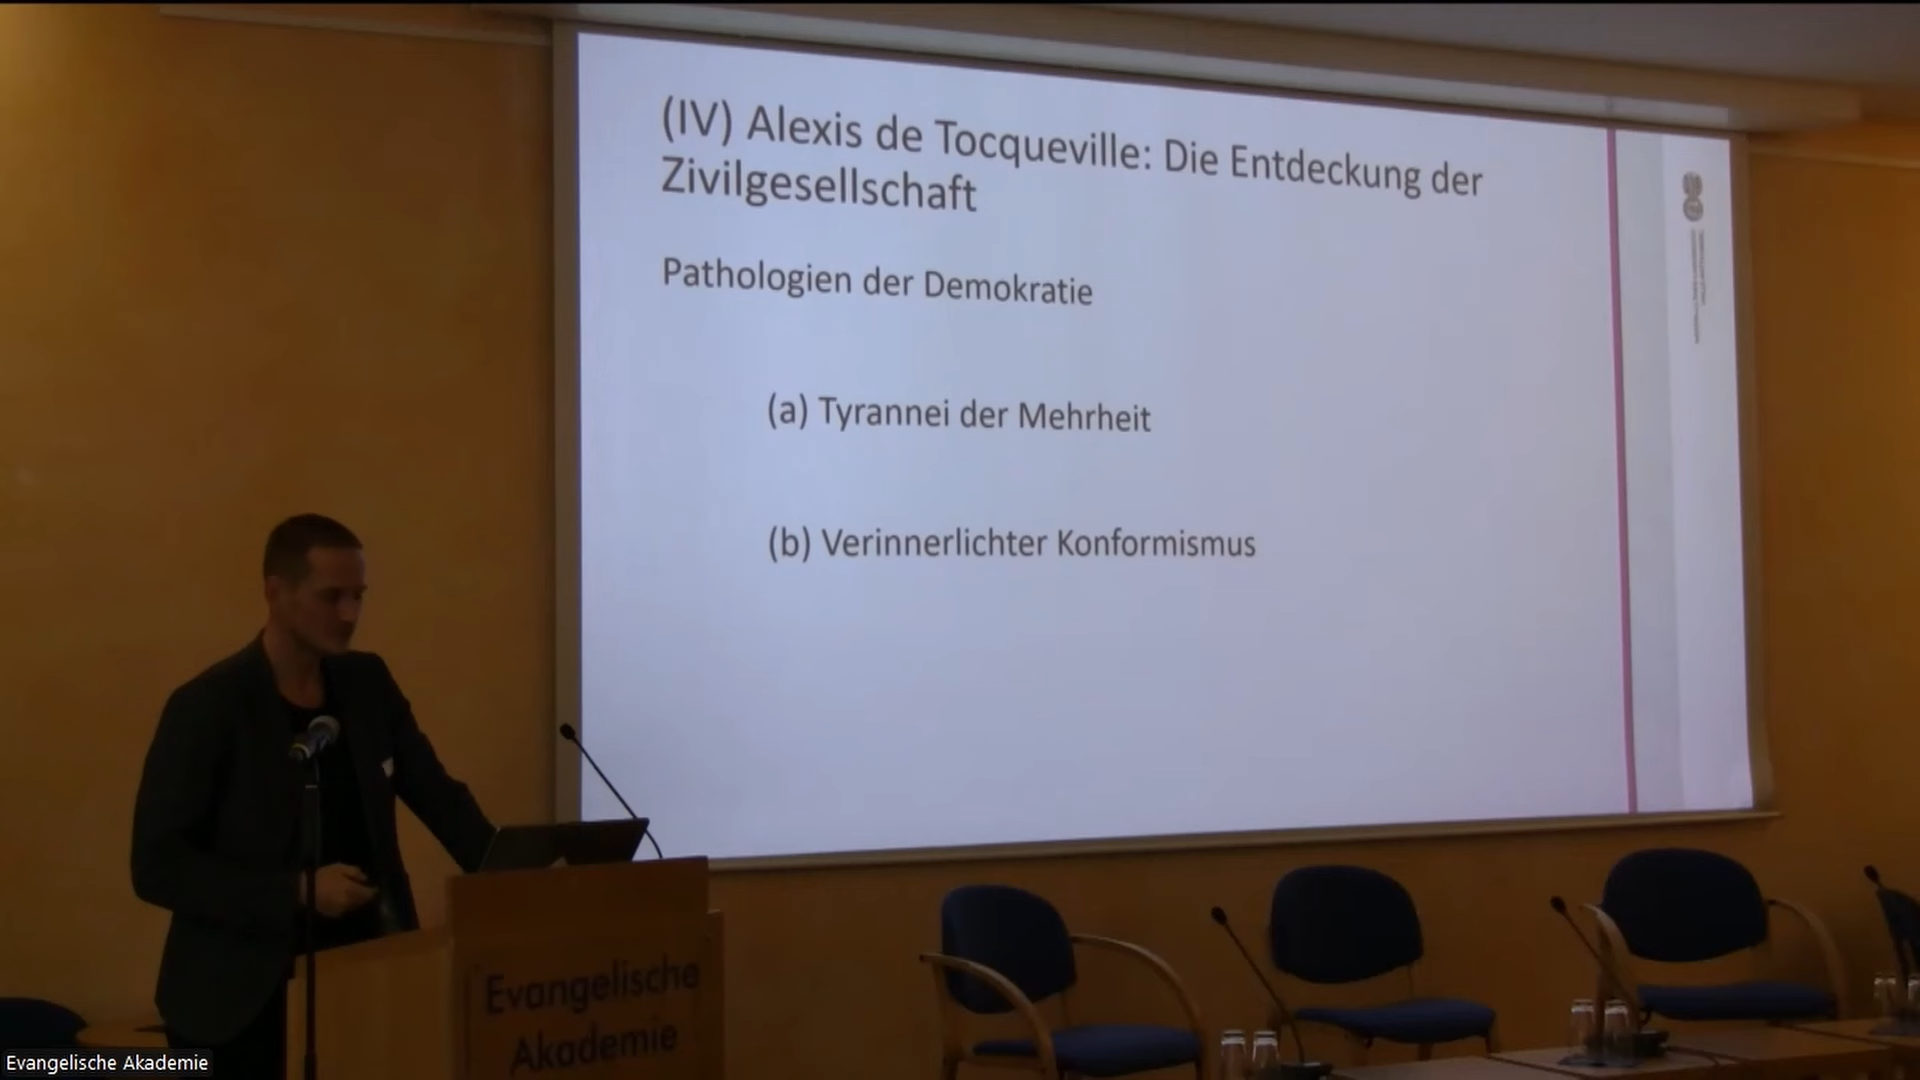 (IV) Alexis de Tocqueville: Die Entdeckung der
Zivilgesellschaft
Pathologien der Demokratie
(a) Tyrannei der Mehrheit
(b) Verinnerlichter Konformismus
Evangelische
Akademie
Evangelische Akademie